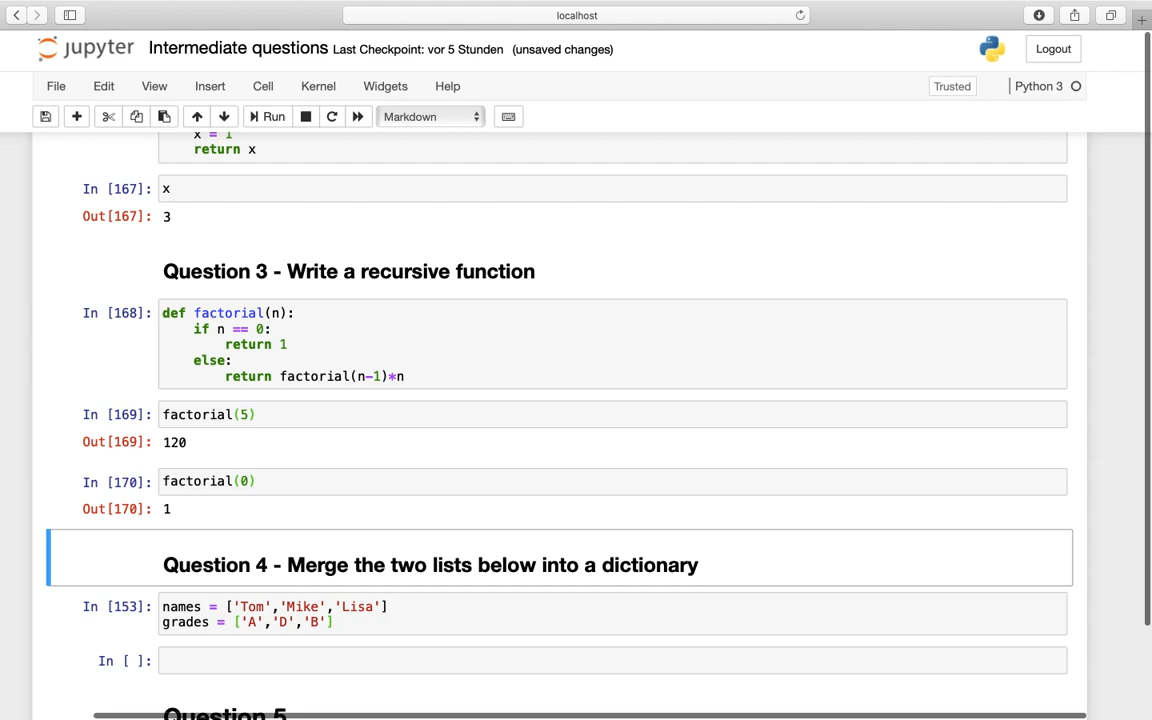 localhost
jupyter Intermediate questions Last Checkpoint: vor 5 Stunden (unsaved changes)
Logout
File Edit View Insert Cell Kernel Widgets Help
Trusted Python 3
Run Markdown
x = 1
return x
In [167]: x
Out[167]: 3
Question 3 - Write a recursive function
In [168]: def factorial(n):
if n == 0:
return 1
else:
return factorial(n-1)*n
In [169]: factorial(5)
Out[169]: 120
In [170]: factorial(0)
Out[170]: 1
Question 4 - Merge the two lists below into a dictionary
In [153]: names = ['Tom','Mike','Lisa']
grades = ['A','D','B']
In [ ]:
Question 5